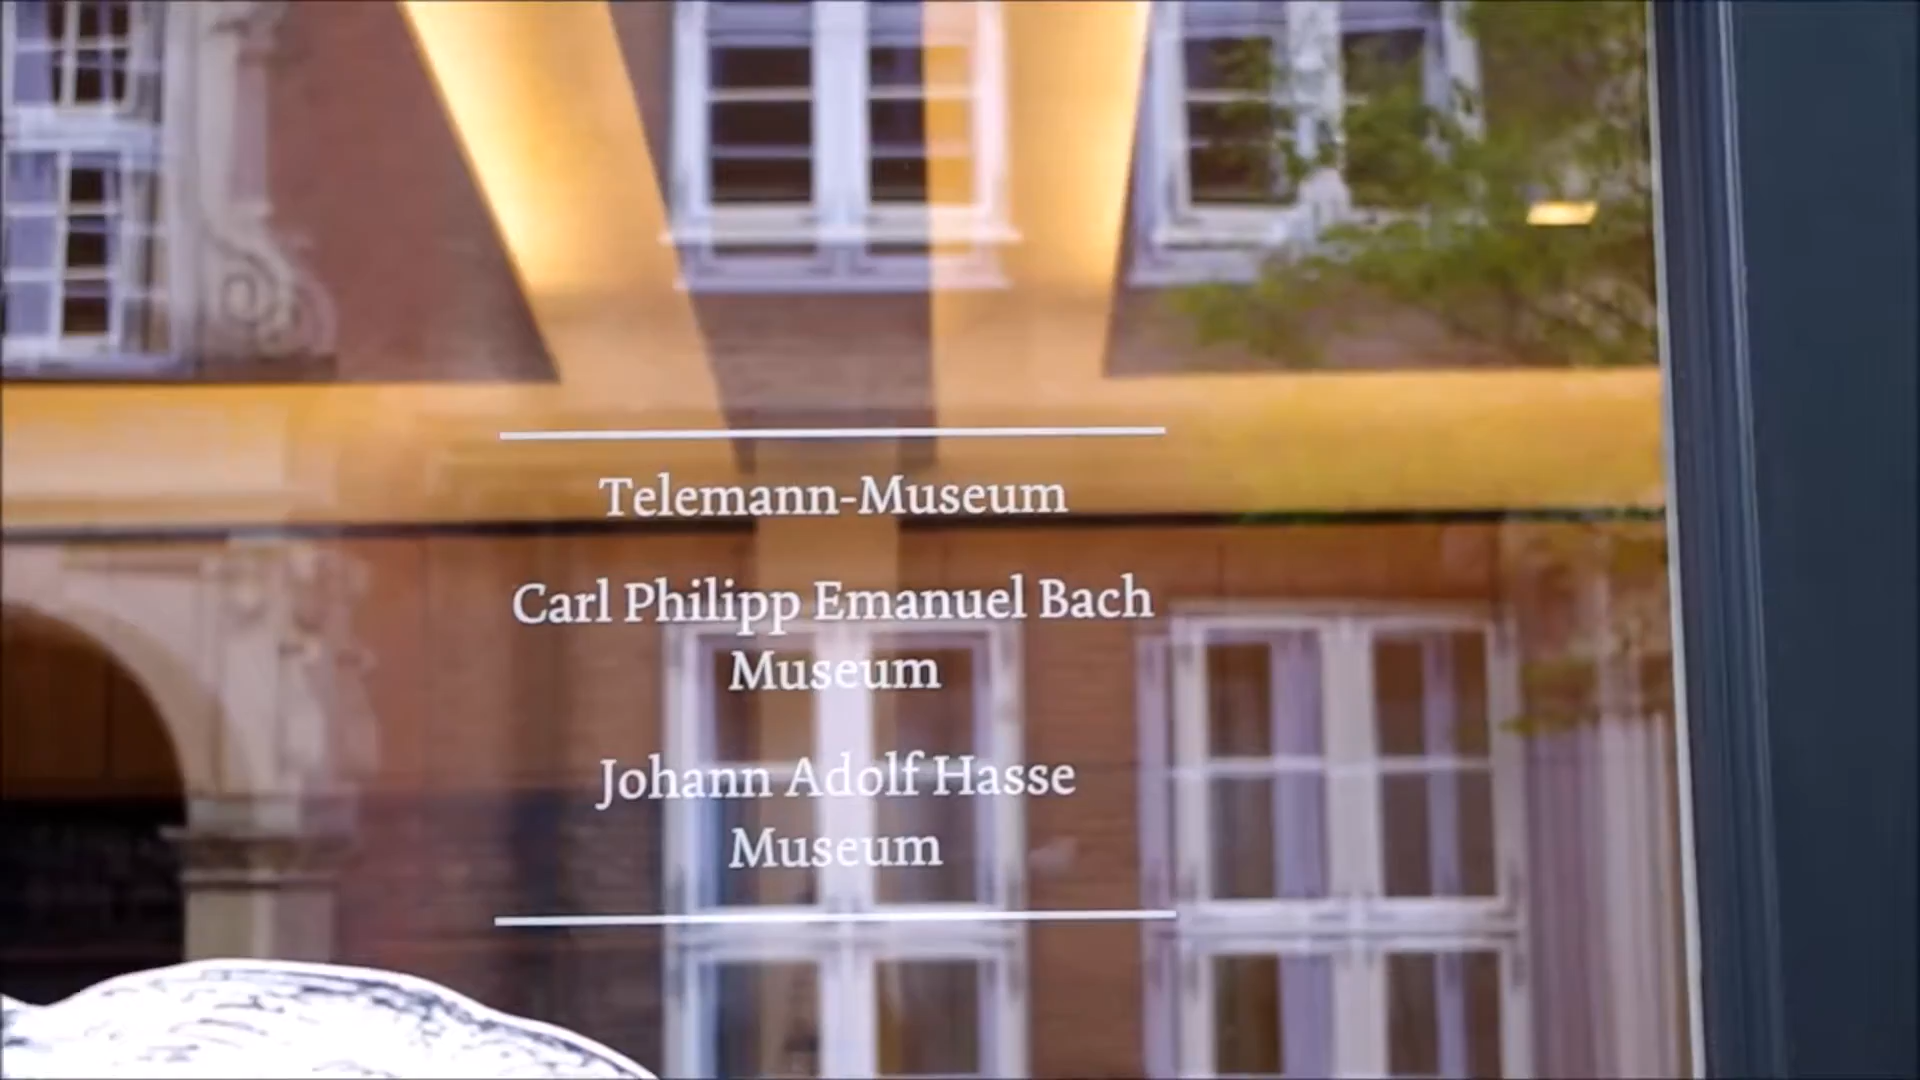 Telemann-Museum
Carl Philipp Emanuel Bach
Museum
Johann Adolf Hasse
Museum